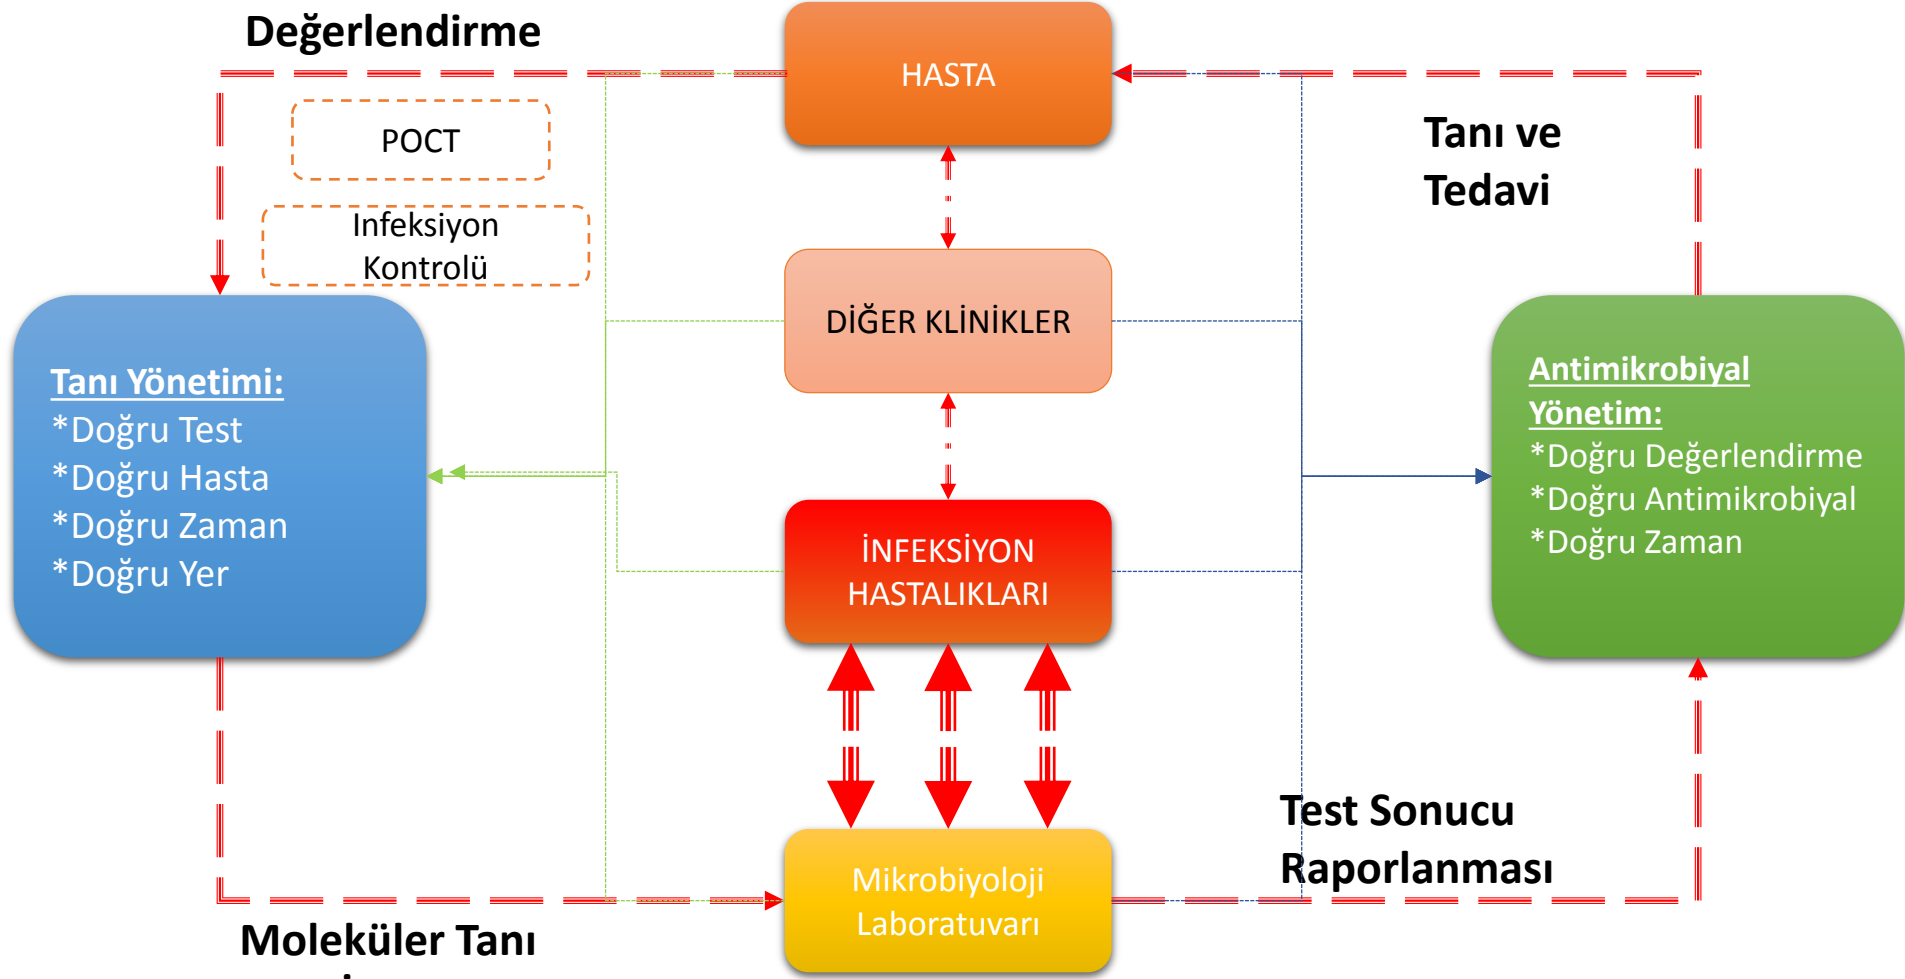 Değerlendirme
HASTA
POCT
Infeksiyon
Kontrolü
Tanı ve
Tedavi
DİĞER KLİNİKLER
Tanı Yönetimi:
*Doğru Test
*Doğru Hasta
*Doğru Zaman
*Doğru Yer
Antimikrobiyal
Yönetim:
*Doğru Değerlendirme
*Doğru Antimikrobiyal
*Doğru Zaman
İNFEKSİYON
HASTALIKLARI
Test Sonucu
Raporlanması
Mikrobiyoloji
Laboratuvarı
Moleküler Tanı